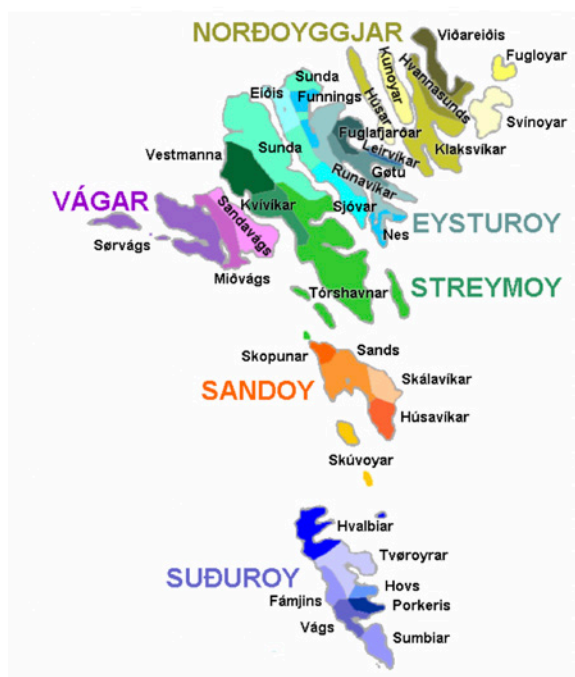 NORÐOYGGJAR
Viðareiðis
Fugloyar
Kunoyar
Hvannasunds
Húsar
Svínoyar
Klaksvíkar
Sunda
Eiðis
Funnings
Fuglafjarðar
Leirvíkar
Gøtu
Runavíkar
Sunda
Vestmanna
Kvívíkar
Sjóvar
Nes
EYSTUROY
VÁGAR
Sandavágs
Sørvágs
Miðvágs
Tórshavnar
STREYMOY
Skopunar
Sands
Skálavíkar
SANDOY
Húsavíkar
Skúvoyar
Hvalbiar
Tvøroyrar
SUÐUROY
Hovs
Fámjins
Porkeris
Vágs
Sumbiar